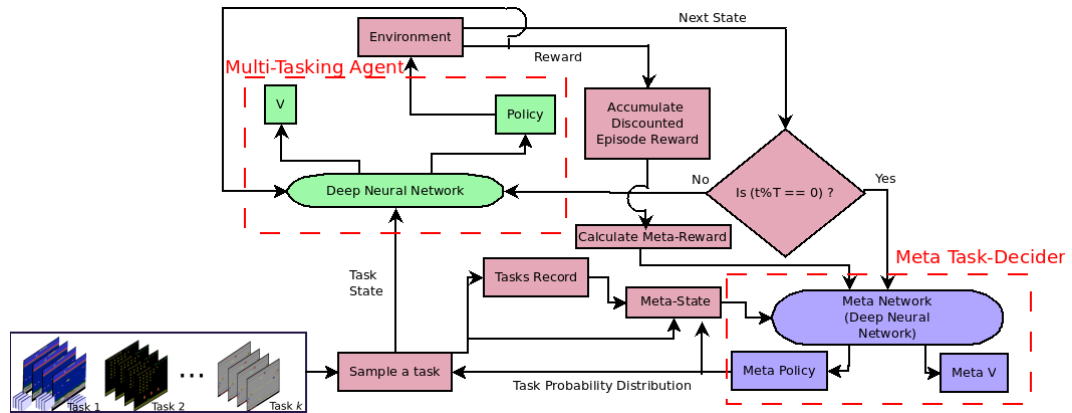 Next State
Environment
Reward
Multi-Tasking Agent
V
Policy
Accumulate
Discounted
Episode Reward
Deep Neural Network
No
Is (t%T == 0) ?
Yes
Calculate Meta-Reward
Meta Task-Decider
Task
State
Tasks Record
Meta-State
Meta Network
(Deep Neural
Network)
Sample a task
Task Probability Distribution
Meta Policy
Meta V
Task 1
Task 2
Task k